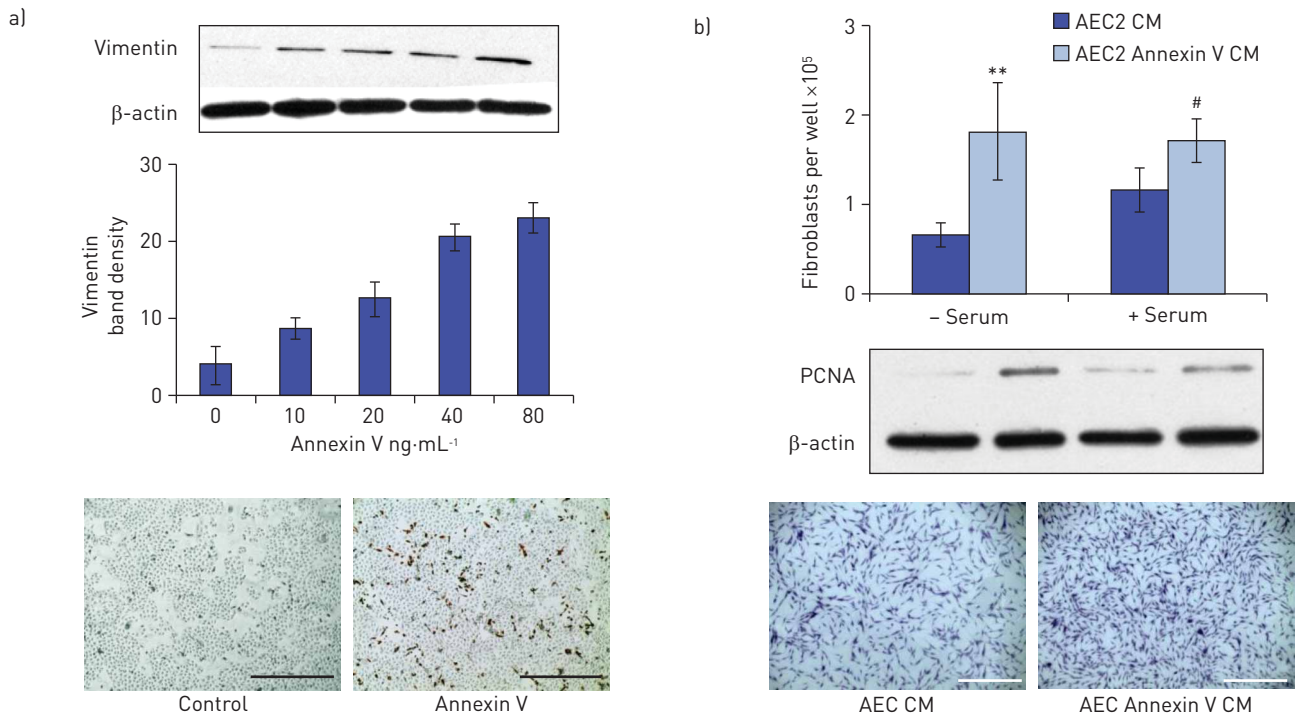 a)
Vimentin
β-actin
30
20
10
0
Vimentin
band density
0 10 20 40 80
Annexin V ng·mL⁻¹
Control Annexin V
b)
AEC2 CM
AEC2 Annexin V CM
3
2
1
0
Fibroblasts per well ×10⁵
**
#
– Serum + Serum
PCNA
β-actin
AEC CM AEC Annexin V CM